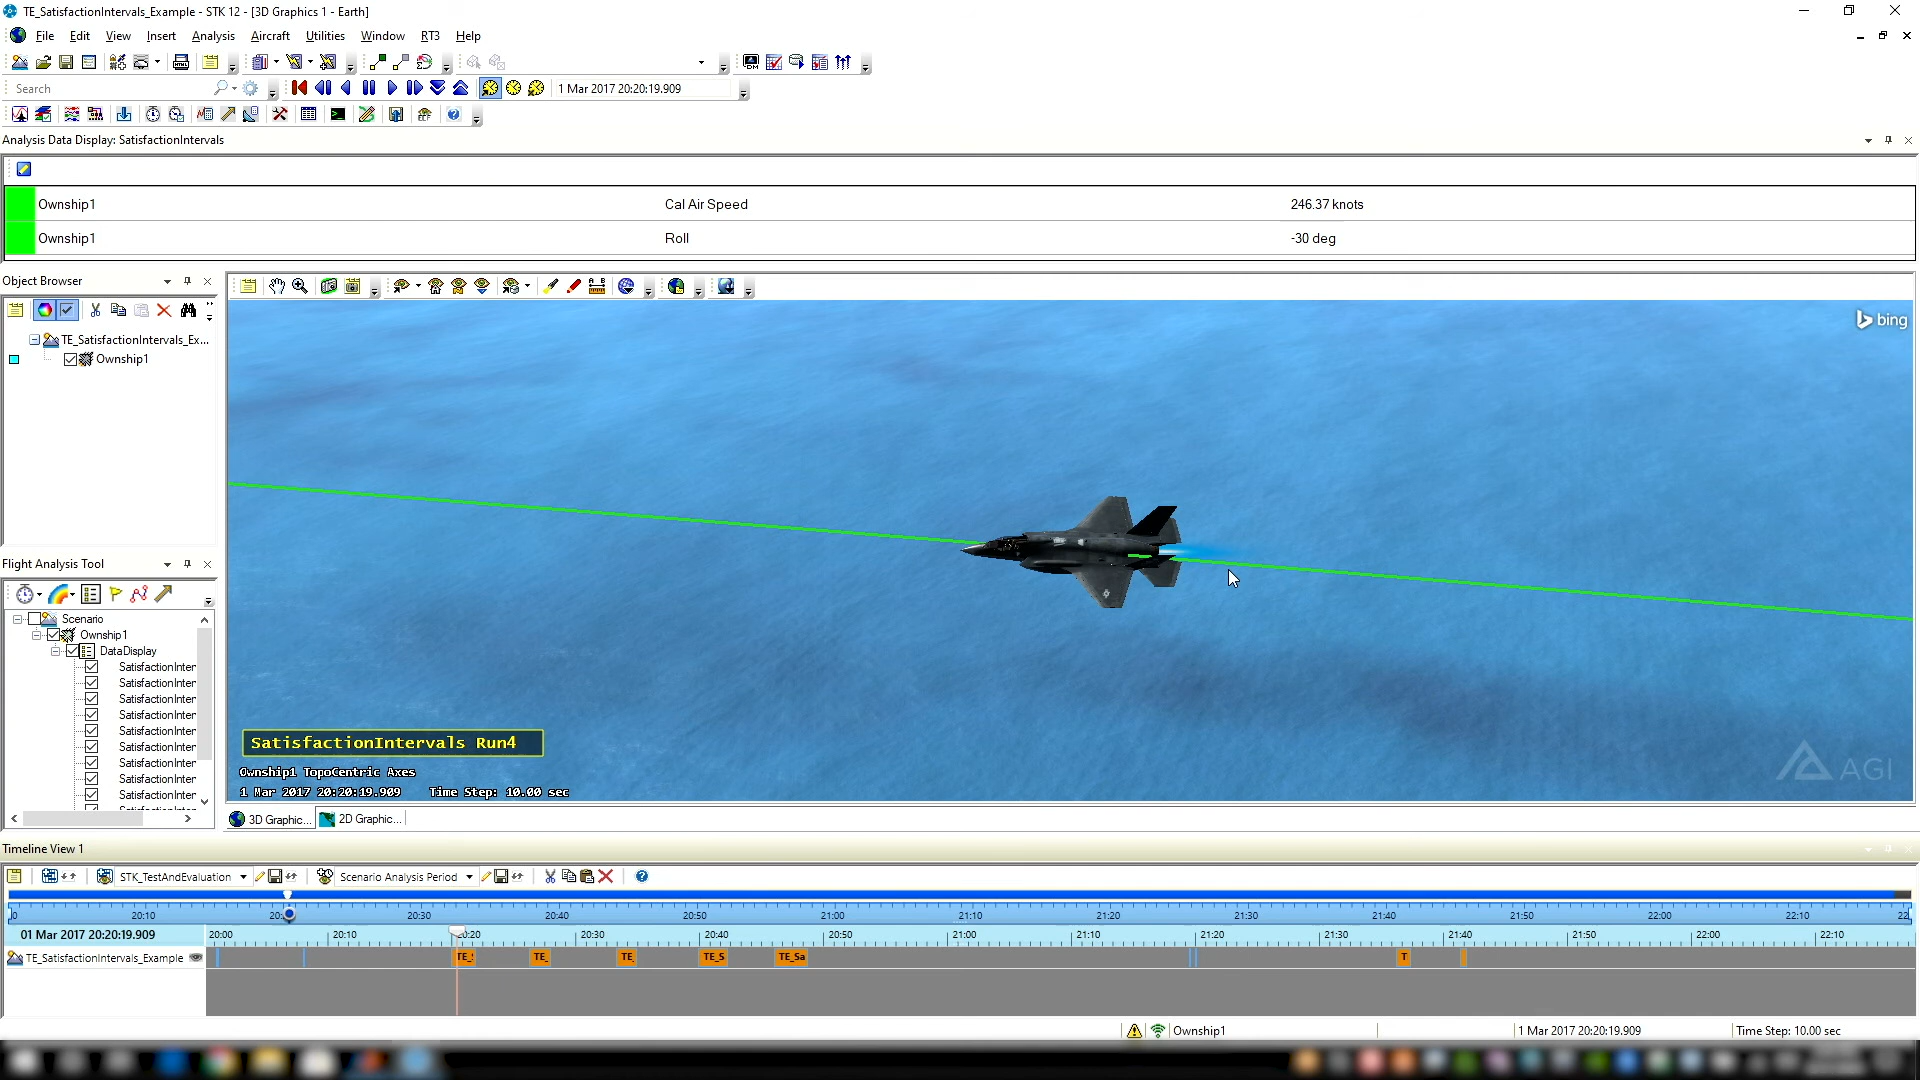 TE_SatisfactionIntervals_Example - STK 12 - [3D Graphics 1 - Earth]
File Edit View Insert Analysis Aircraft Utilities Window RT3 Help
Search 1 Mar 2017 20:20:19.909
Analysis Data Display: SatisfactionIntervals
Ownship1 Cal Air Speed 246.37 knots
Ownship1 Roll -30 deg
Object Browser
TE_SatisfactionIntervals_Ex...
Ownship1
bing
Flight Analysis Tool
Scenario
Ownship1
DataDisplay
SatisfactionInter
SatisfactionInter
SatisfactionInter
SatisfactionInter
SatisfactionInter
SatisfactionInter
SatisfactionInter
SatisfactionInter
SatisfactionInter
SatisfactionIntervals Run4
Ownship1 TopoCentric Axes
1 Mar 2017 20:20:19.909 Time Step: 10.00 sec
AGI
3D Graphic... 2D Graphic...
Timeline View 1
STK_TestAndEvaluation Scenario Analysis Period
20:10 20:30 20:40 20:50 21:00 21:10 21:20 21:30 21:40 21:50 22:00 22:10
01 Mar 2017 20:20:19.909 20:00 20:10 20:20 20:30 20:40 20:50 21:00 21:10 21:20 21:30 21:40 21:50 22:00 22:10
TE_SatisfactionIntervals_Example TE_S TE_ TE_ TE_S TE_Sa T
Ownship1 1 Mar 2017 20:20:19.909 Time Step: 10.00 sec